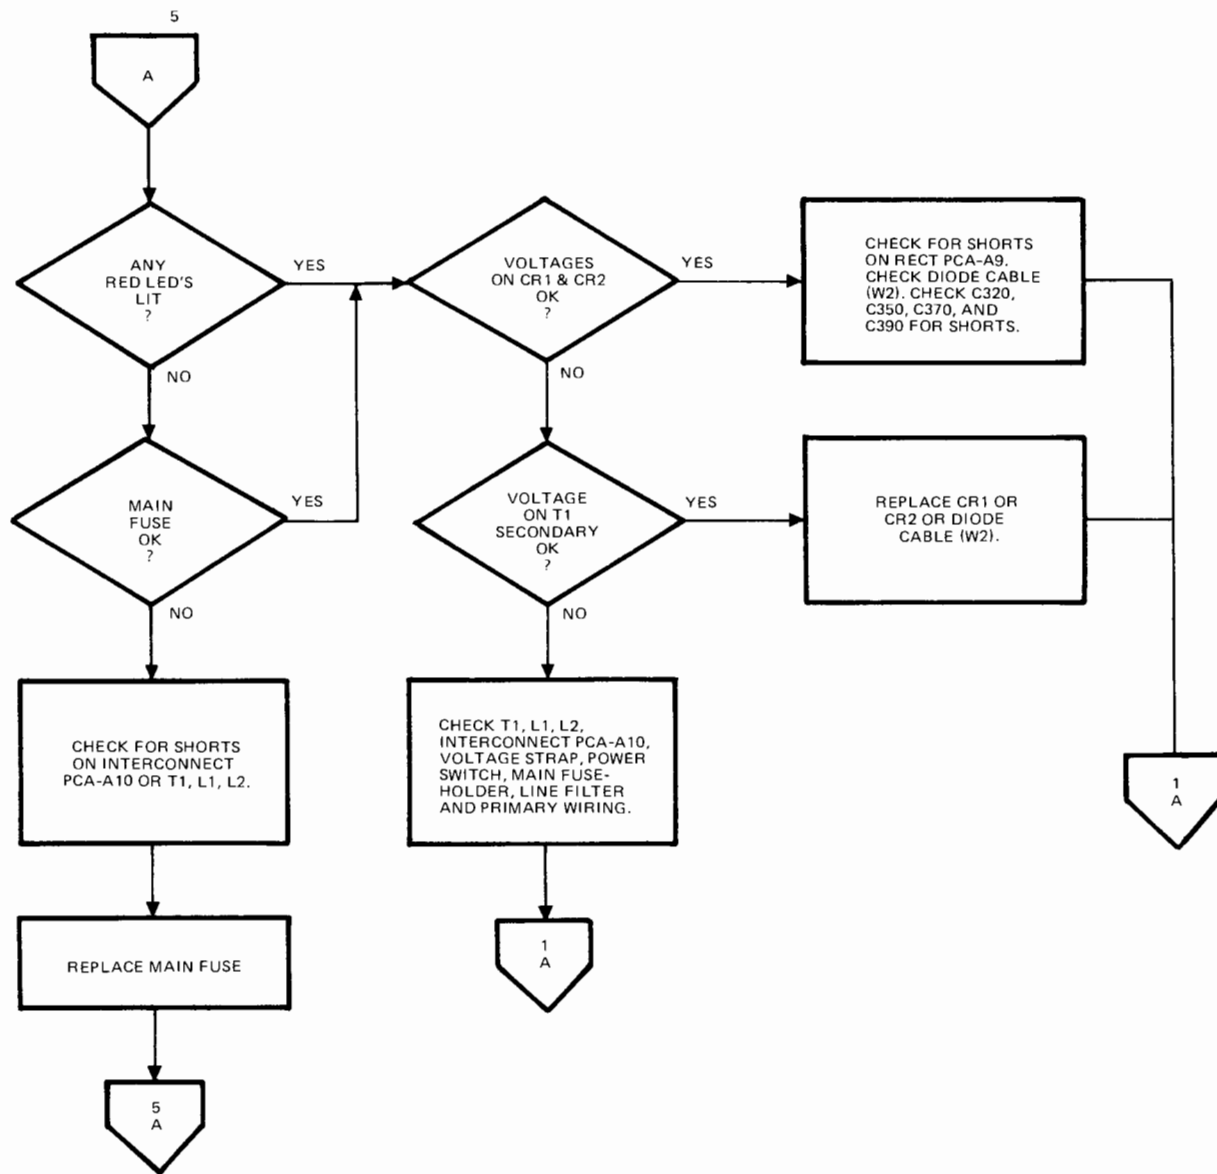 5
A
ANY
RED LED'S
LIT
?
YES
NO
MAIN
FUSE
OK
?
YES
NO
CHECK FOR SHORTS
ON INTERCONNECT
PCA-A10 OR T1, L1, L2.
REPLACE MAIN FUSE
5
A
VOLTAGES
ON CR1 & CR2
OK
?
YES
NO
VOLTAGE
ON T1
SECONDARY
OK
?
YES
NO
CHECK T1, L1, L2,
INTERCONNECT PCA-A10,
VOLTAGE STRAP, POWER
SWITCH, MAIN FUSE-
HOLDER, LINE FILTER
AND PRIMARY WIRING.
1
A
CHECK FOR SHORTS
ON RECT PCA-A9.
CHECK DIODE CABLE
(W2). CHECK C320,
C350, C370, AND
C390 FOR SHORTS.
REPLACE CR1 OR
CR2 OR DIODE
CABLE (W2).
1
A